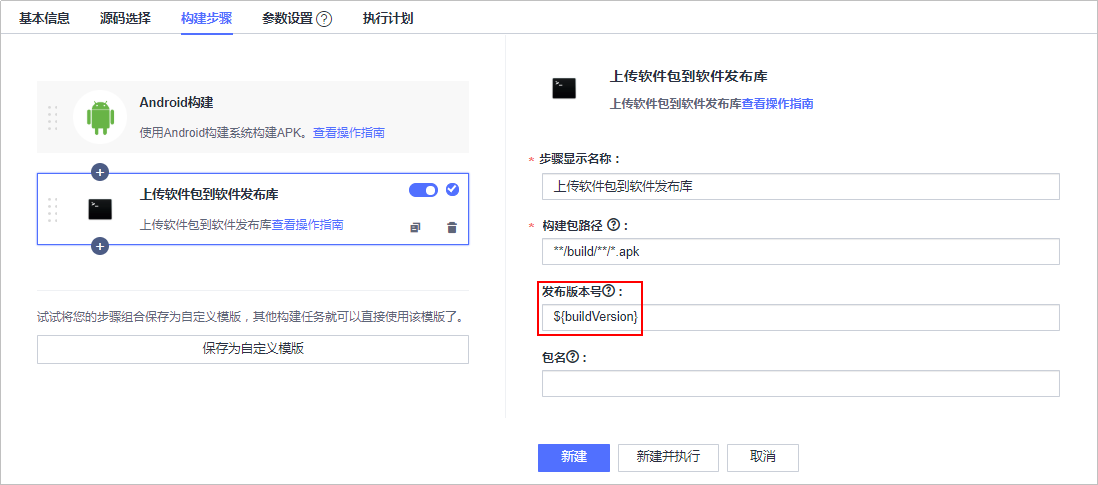 基本信息 源码选择 构建步骤 参数设置 ? 执行计划
Android构建
使用Android构建系统构建APK。查看操作指南
+
上传软件包到软件发布库
上传软件包到软件发布库查看操作指南
+
试试将您的步骤组合保存为自定义模版，其他构建任务就可以直接使用该模版了。
保存为自定义模版
上传软件包到软件发布库
上传软件包到软件发布库查看操作指南
* 步骤显示名称：
上传软件包到软件发布库
* 构建包路径 ?：
**/build/**/*.apk
发布版本号?：
${buildVersion}
包名?：
新建 新建并执行 取消